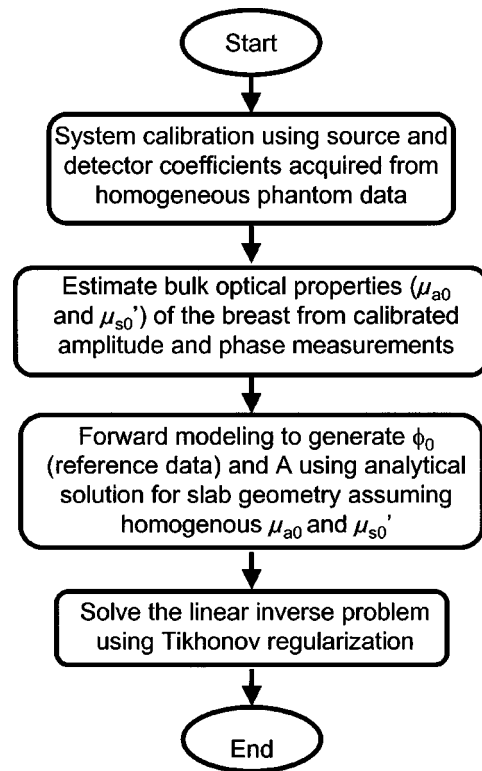 Start
System calibration using source and
detector coefficients acquired from
homogeneous phantom data
Estimate bulk optical properties (μa0
and μs0’) of the breast from calibrated
amplitude and phase measurements
Forward modeling to generate ϕ0
(reference data) and A using analytical
solution for slab geometry assuming
homogenous μa0 and μs0’
Solve the linear inverse problem
using Tikhonov regularization
End